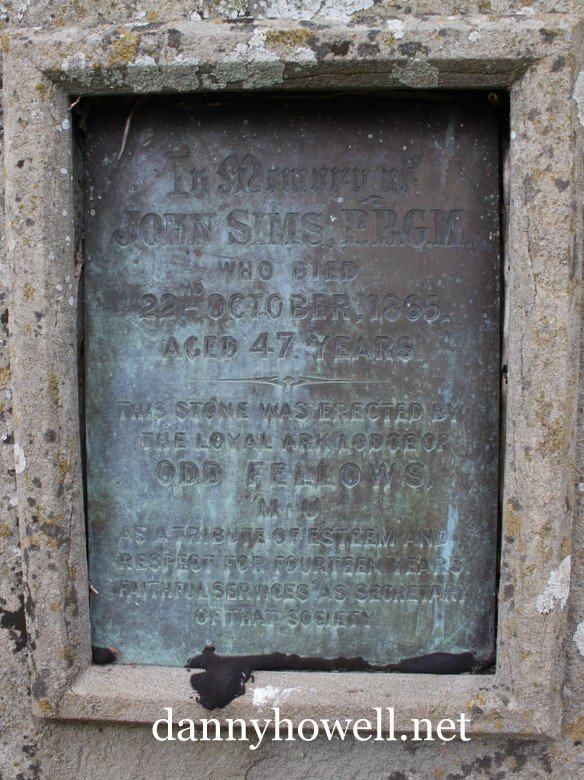 In Memory of
JOHN SIMS, P.P.G.M.
WHO DIED
22ND OCTOBER, 1865,
AGED 47 YEARS.
THIS STONE WAS ERECTED BY
THE LOYAL ARK LODGE OF
ODD FELLOWS,
M.U.
AS A TRIBUTE OF ESTEEM AND
RESPECT FOR FOURTEEN YEARS
FAITHFUL SERVICES AS SECRETARY
OF THAT SOCIETY
dannyhowell.net